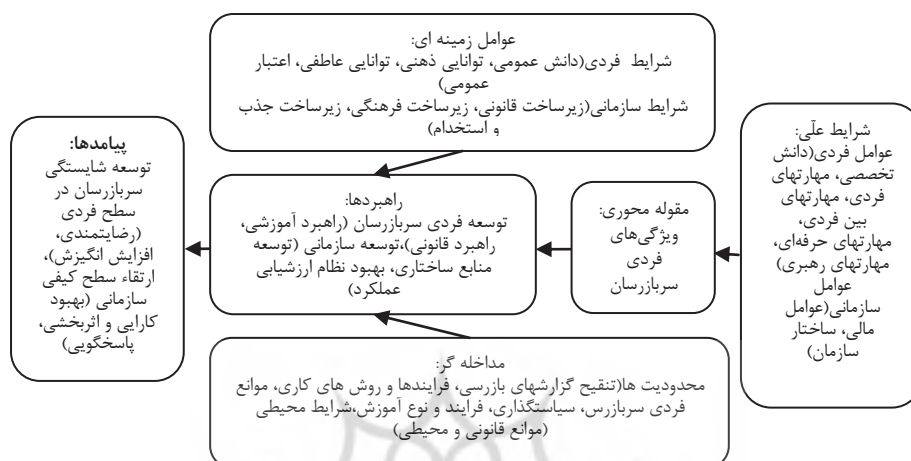 عوامل زمینه ای:
شرایط فردی(دانش عمومی، توانایی ذهنی، توانایی عاطفی، اعتبار
عمومی)
شرایط سازمانی(زیرساخت قانونی، زیرساخت فرهنگی، زیرساخت جذب
و استخدام)
شرایط علّی:
عوامل فردی(دانش
تخصصی، مهارتهای
فردی، مهارتهای
بین فردی،
مهارتهای حرفه‌ای،
مهارتهای رهبری)
عوامل
سازمانی(عوامل
مالی، ساختار
سازمان)
مقوله محوری:
ویژگی‌های
فردی
سربازرسان
راهبردها:
توسعه فردی سربازرسان (راهبرد آموزشی،
راهبرد قانونی)،توسعه سازمانی (توسعه
منابع ساختاری، بهبود نظام ارزشیابی
عملکرد)
پیامدها:
توسعه شایستگی
سربازرسان در
سطح فردی
(رضایتمندی،
افزایش انگیزش)،
ارتقاء سطح کیفی
سازمانی (بهبود
کارایی و اثربخشی،
پاسخگویی)
مداخله گر:
محدودیت ها(تنقیح گزارشهای بازرسی، فرایندها و روش های کاری، موانع
فردی سربازرس، سیاستگذاری، فرایند و نوع آموزش،شرایط محیطی
(موانع قانونی و محیطی)